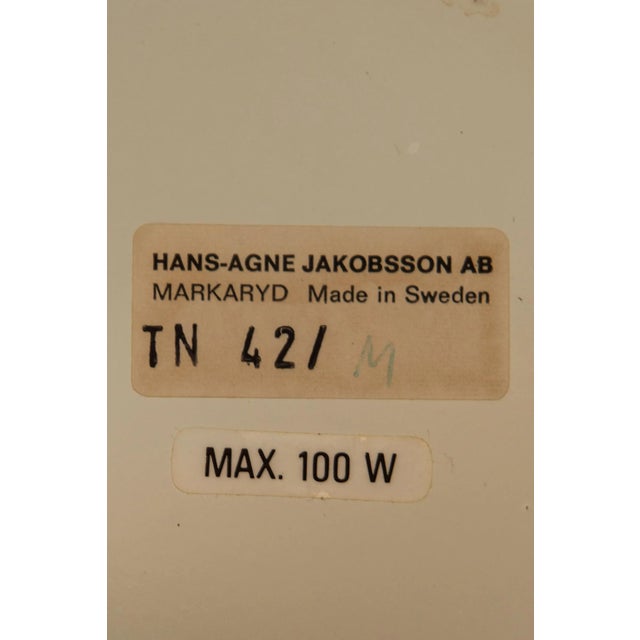 HANS-AGNE JAKOBSSON AB
MARKARYD Made in Sweden
TN 42/ M
MAX. 100 W